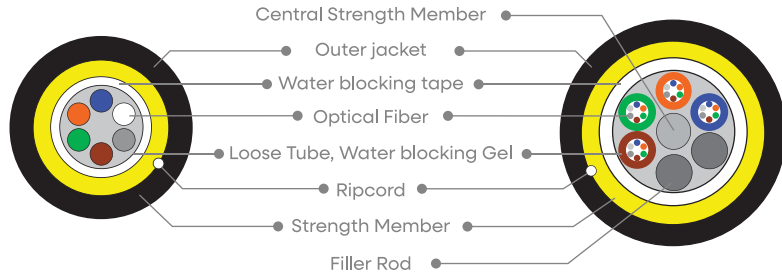 Central Strength Member
Outer jacket
Water blocking tape
Optical Fiber
Loose Tube, Water blocking Gel
Ripcord
Strength Member
Filler Rod